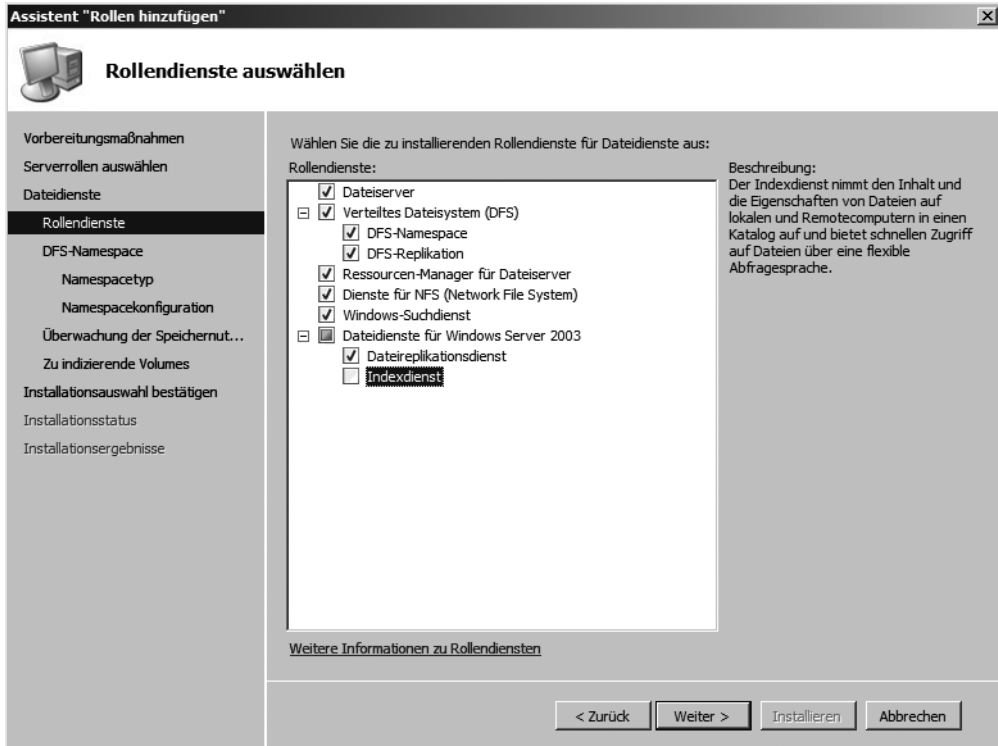 Assistent "Rollen hinzufügen"
Rollendienste auswählen
Vorbereitungsmaßnahmen
Serverrollen auswählen
Dateidienste
Rollendienste
DFS-Namespace
Namespacetyp
Namespacekonfiguration
Überwachung der Speichernut...
Zu indizierende Volumes
Installationsauswahl bestätigen
Installationsstatus
Installationsergebnisse
Wählen Sie die zu installierenden Rollendienste für Dateidienste aus:
Rollendienste:
Dateiserver
Verteiltes Dateisystem (DFS)
DFS-Namespace
DFS-Replikation
Ressourcen-Manager für Dateiserver
Dienste für NFS (Network File System)
Windows-Suchdienst
Dateidienste für Windows Server 2003
Dateireplikationsdienst
Indexdienst
Weitere Informationen zu Rollendiensten
Beschreibung:
Der Indexdienst nimmt den Inhalt und
die Eigenschaften von Dateien auf
lokalen und Remotecomputern in einen
Katalog auf und bietet schnellen Zugriff
auf Dateien über eine flexible
Abfragesprache.
< Zurück
Weiter >
Installieren
Abbrechen